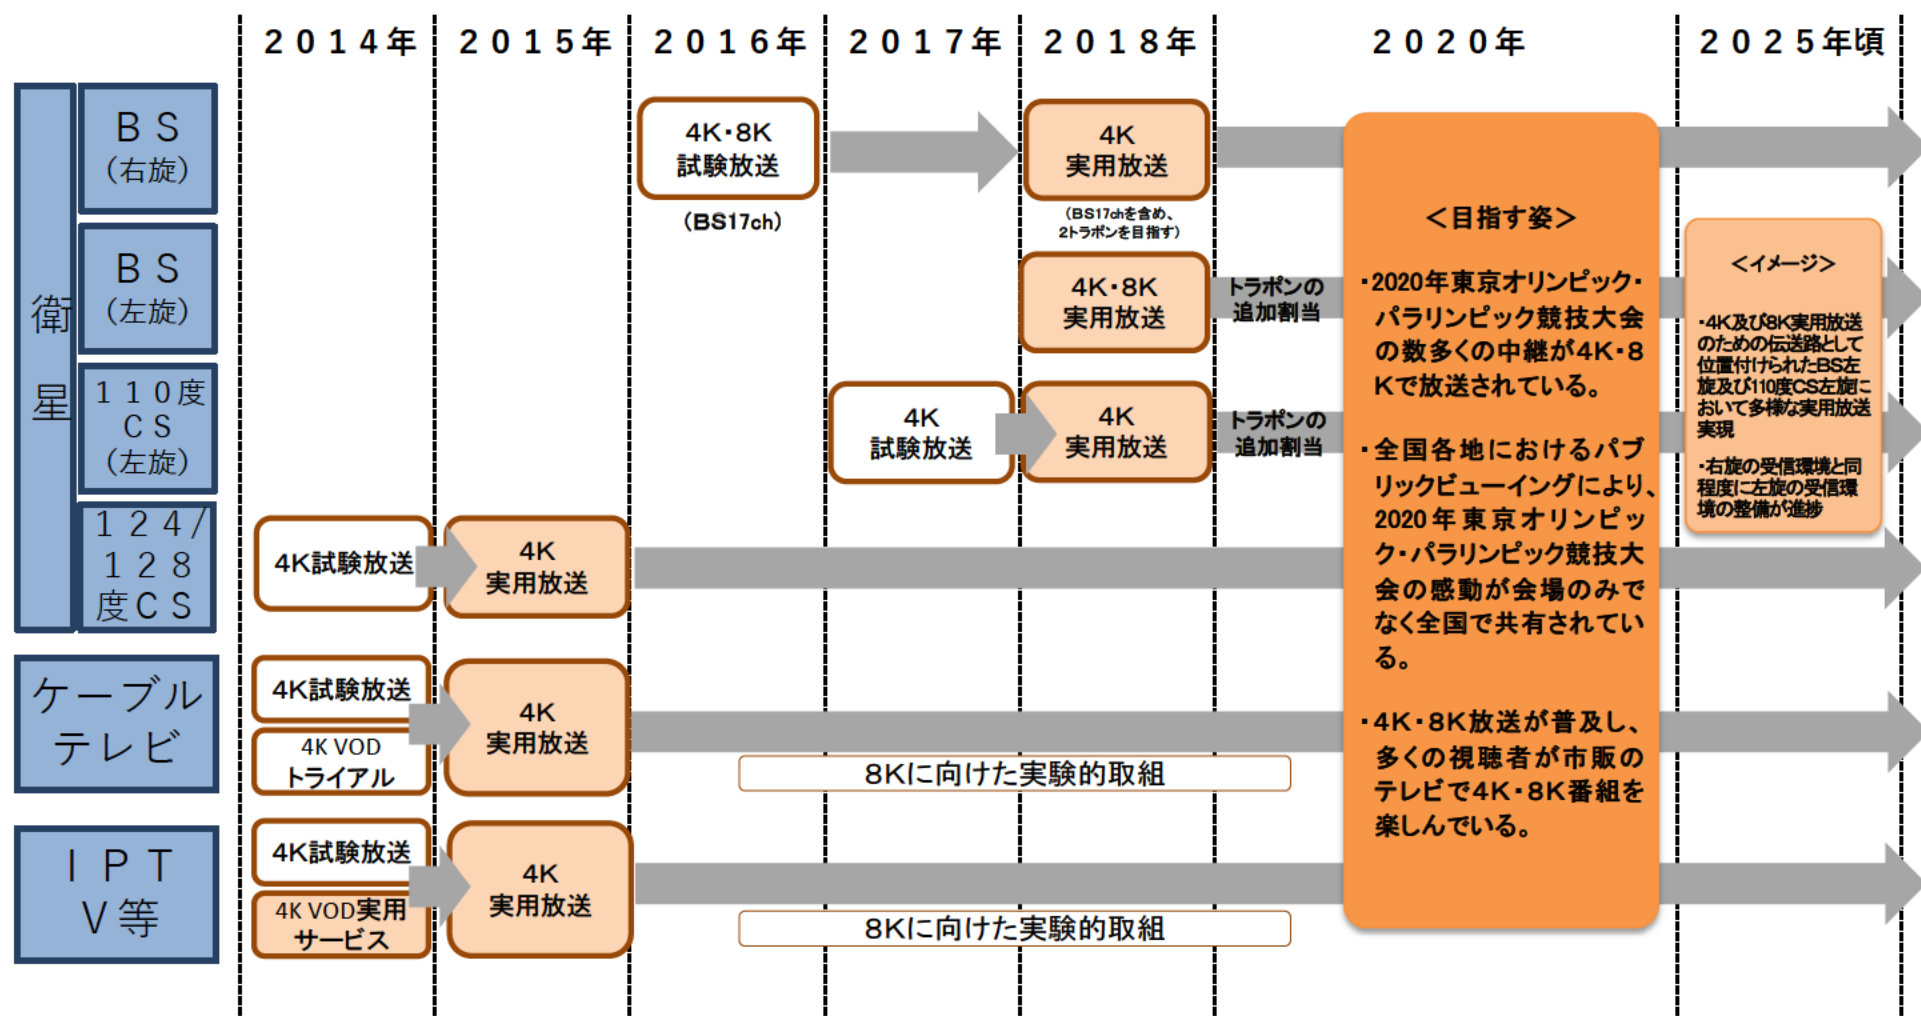 2014年
2015年
2016年
2017年
2018年
2020年
2025年頃
衛星
BS
(右旋)
4K・8K
試験放送
(BS17ch)
4K
実用放送
(BS17chを含め、
2トラポンを目指す)
BS
(左旋)
4K・8K
実用放送
トラポンの
追加割当
110度
CS
(左旋)
4K
試験放送
4K
実用放送
トラポンの
追加割当
124/
128
度CS
4K試験放送
4K
実用放送
ケーブル
テレビ
4K試験放送
4K VOD
トライアル
4K
実用放送
8Kに向けた実験的取組
IPT
V等
4K試験放送
4K VOD実用
サービス
4K
実用放送
8Kに向けた実験的取組
<目指す姿>
・2020年東京オリンピック・
パラリンピック競技大会
の数多くの中継が4K・8
Kで放送されている。
・全国各地におけるパブ
リックビューイングにより、
2020年東京オリンピッ
ク・パラリンピック競技大
会の感動が会場のみで
なく全国で共有されてい
る。
・4K・8K放送が普及し、
多くの視聴者が市販の
テレビで4K・8K番組を
楽しんでいる。
<イメージ>
・4K及び8K実用放送
のための伝送路として
位置付けられたBS左
旋及び110度CS左旋に
おいて多様な実用放送
実現
・右旋の受信環境と同
程度に左旋の受信環
境の整備が進捗